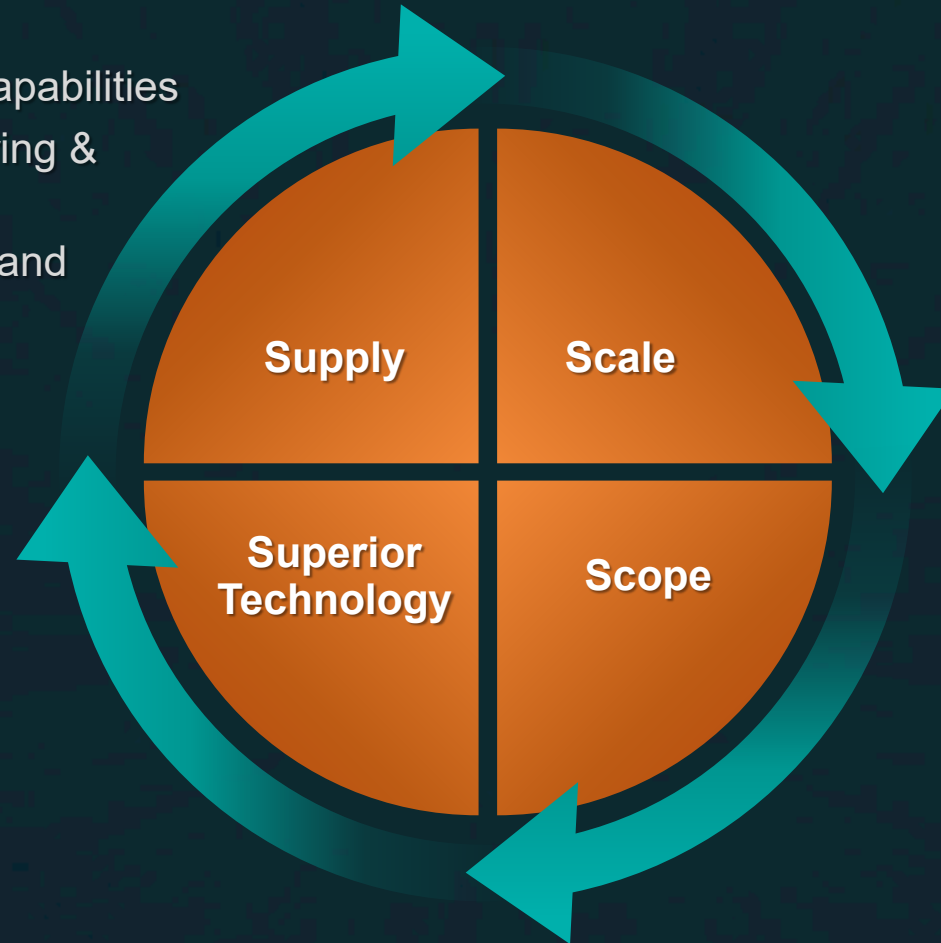 apabilities
ing &
and
Supply
Scale
Superior
Technology
Scope